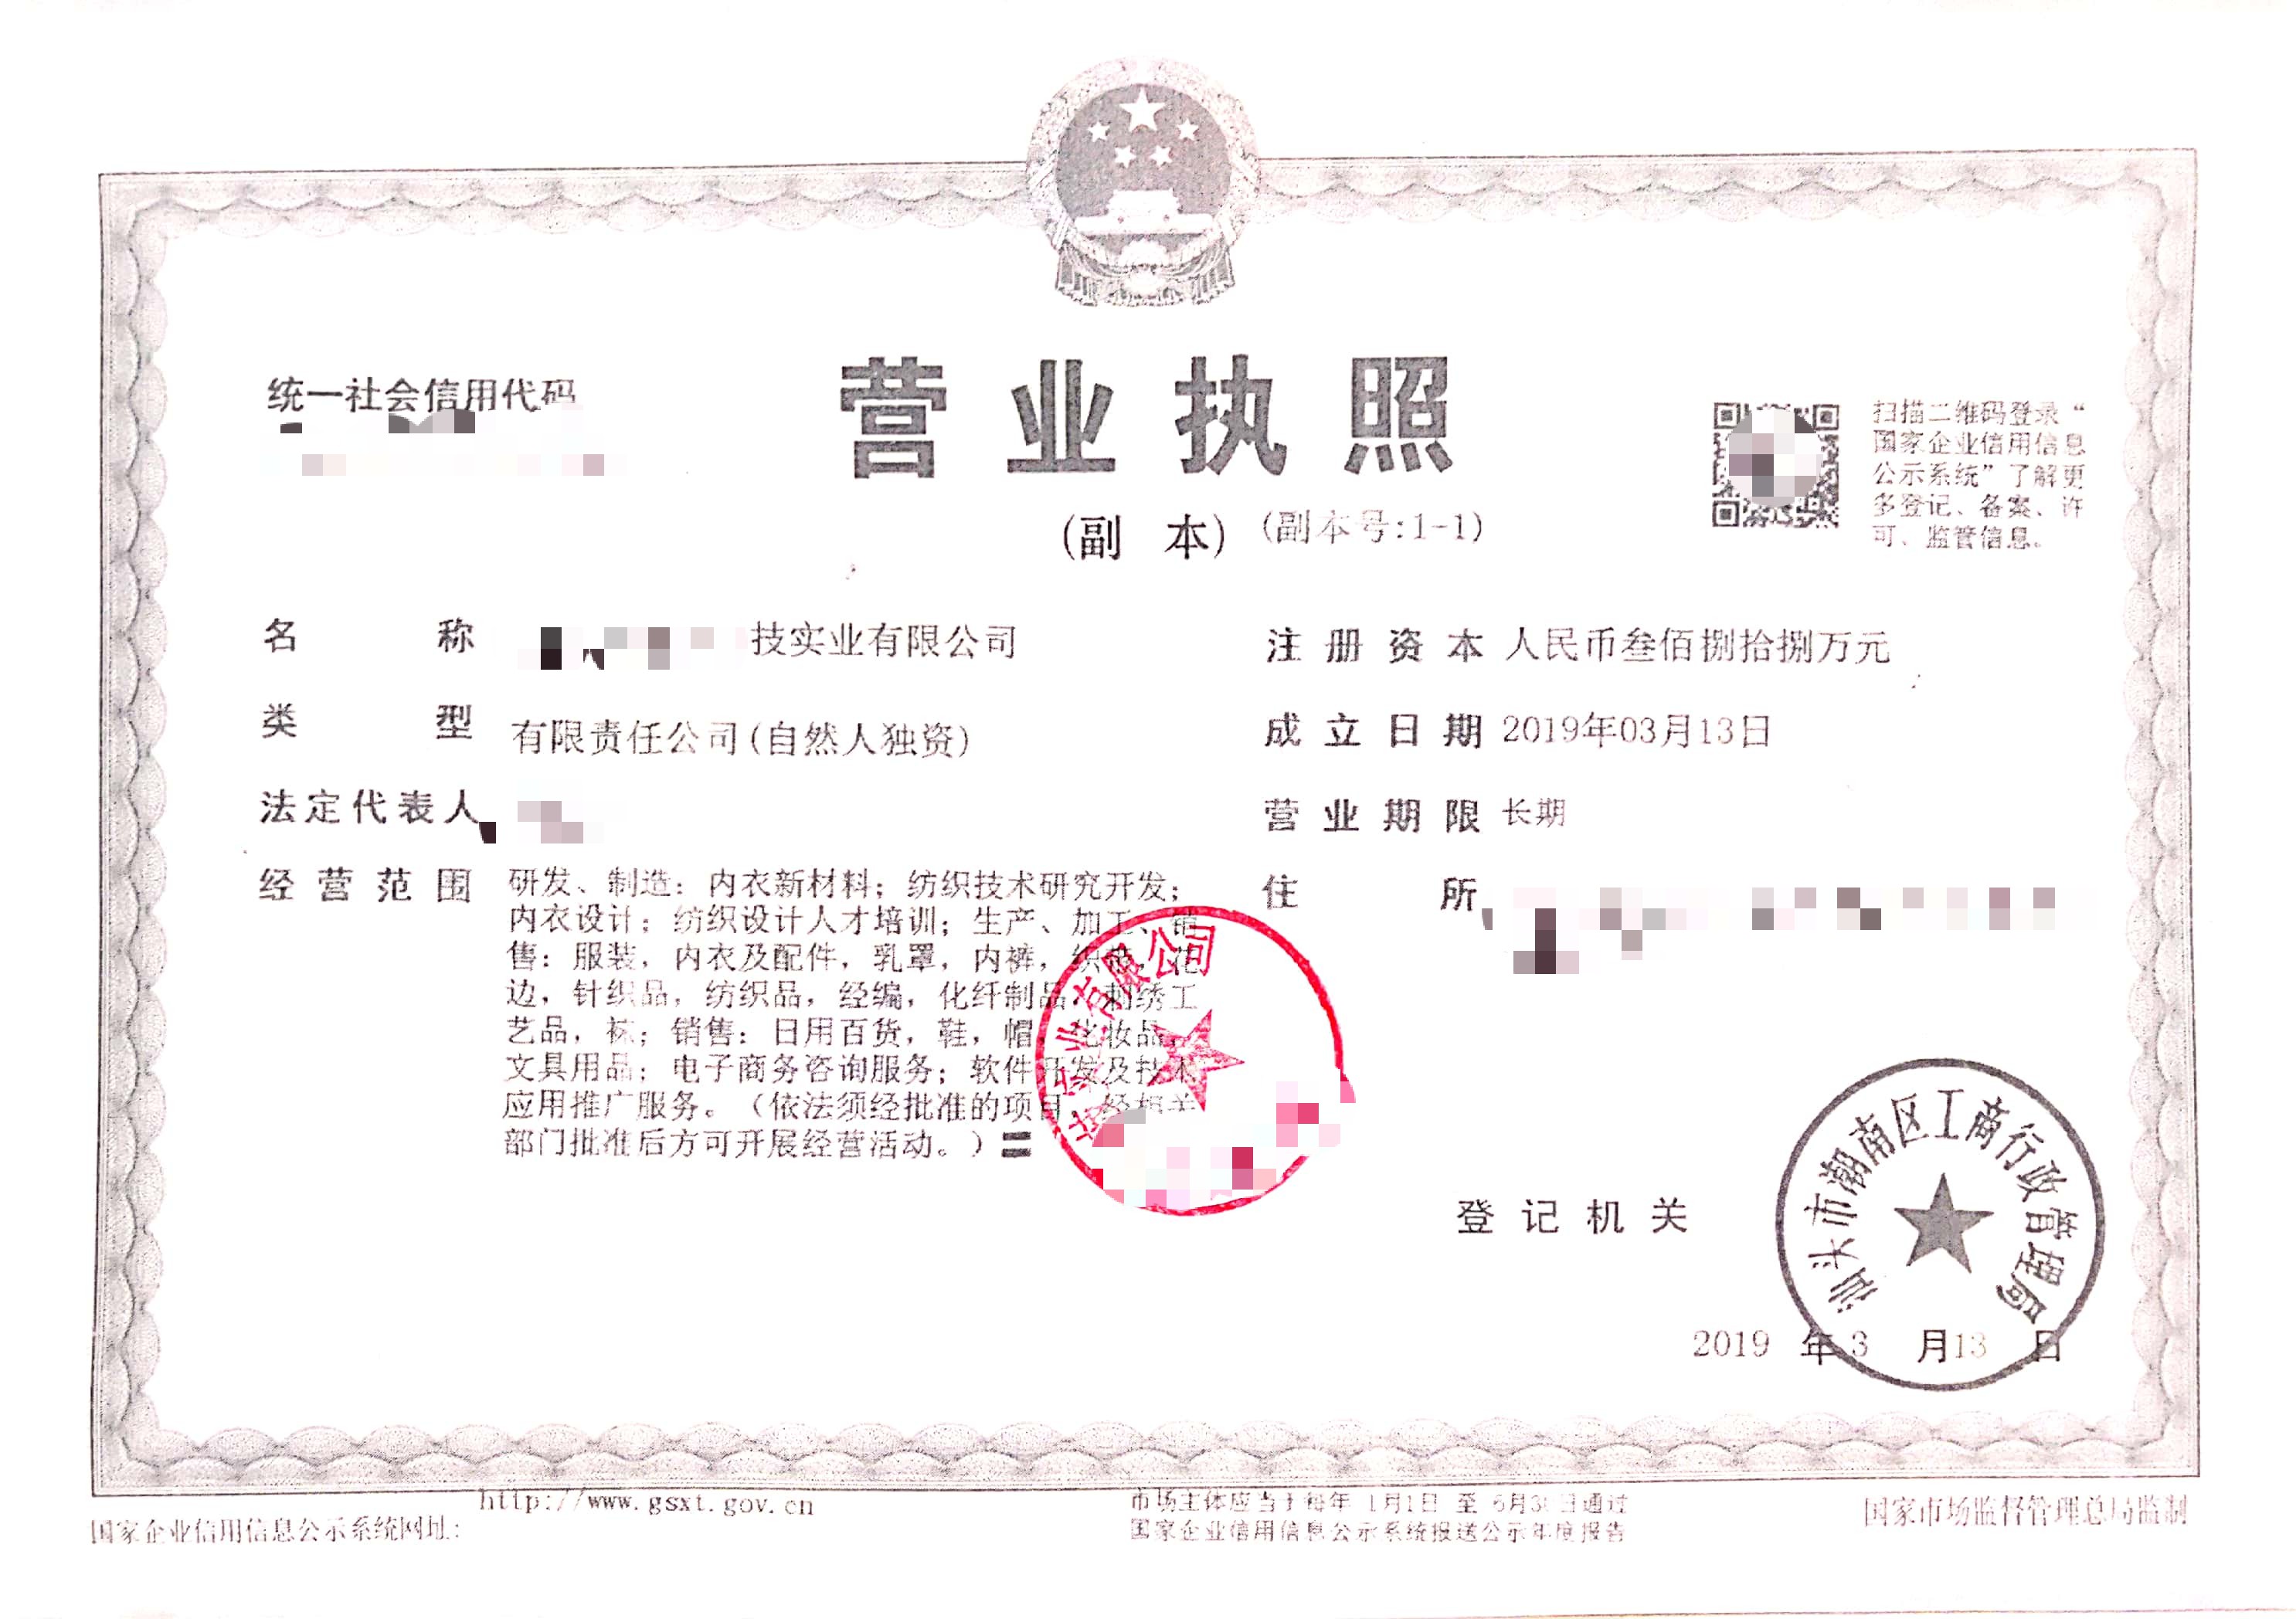 统一社会信用代码
营业执照
(副 本) (副本号:1-1)
扫描二维码登录“
国家企业信用信息
公示系统”了解更
多登记、备案、许
可、监管信息。
名 称 技实业有限公司
类 型 有限责任公司(自然人独资)
法定代表人
经营范围 研发、制造：内衣新材料；纺织技术研究开发；
内衣设计；纺织设计人才培训；生产、加工、销
售：服装，内衣及配件，乳罩，内裤，织带，花
边，针织品，纺织品，经编，化纤制品，刺绣工
艺品，袜；销售：日用百货，鞋，帽，化妆品，
文具用品；电子商务咨询服务；软件开发及技术
应用推广服务。（依法须经批准的项目，经相关
部门批准后方可开展经营活动。）
注册资本 人民币叁佰捌拾捌万元
成立日期 2019年03月13日
营业期限 长期
住 所
技实业有限公司
登记机关
汕头市潮南区工商行政管理局
2019 年 3 月 13 日
国家企业信用信息公示系统网址: http://www.gsxt.gov.cn
市场主体应当于每年 1月1日 至 6月30日通过
国家企业信用信息公示系统报送公示年度报告
国家市场监督管理总局监制